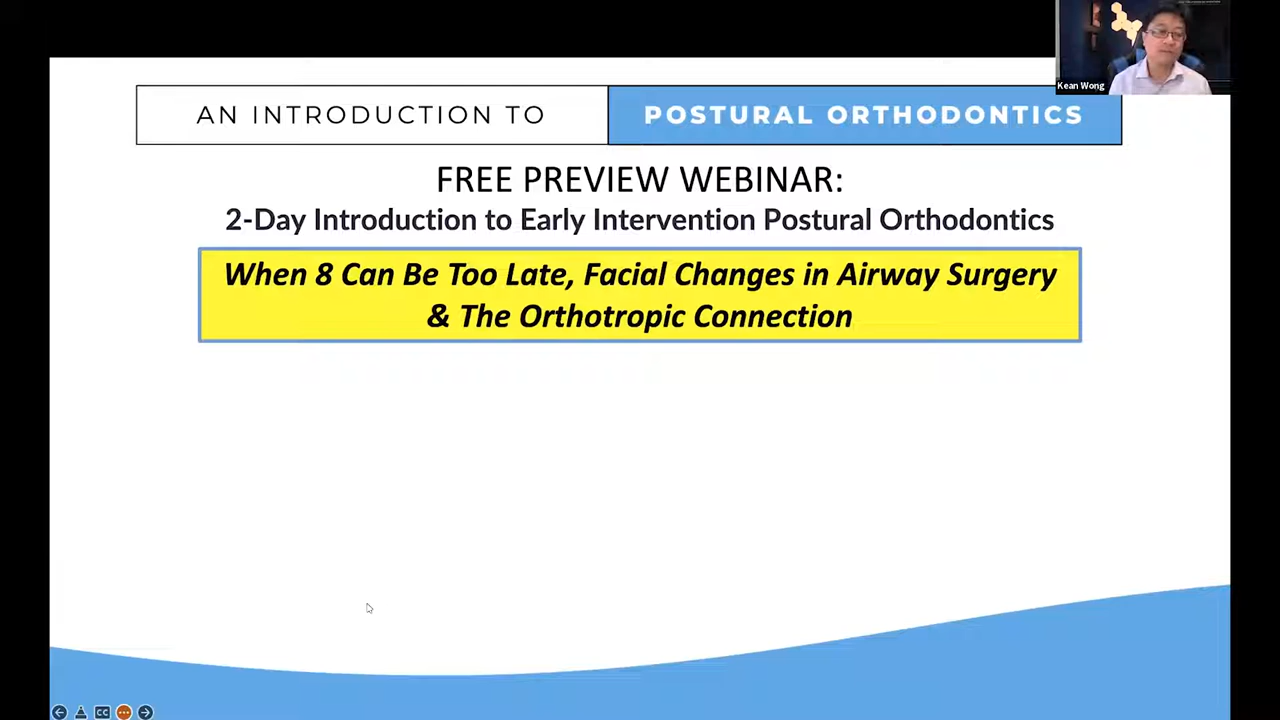 Kean Wong
AN INTRODUCTION TO POSTURAL ORTHODONTICS
FREE PREVIEW WEBINAR:
2-Day Introduction to Early Intervention Postural Orthodontics
When 8 Can Be Too Late, Facial Changes in Airway Surgery
& The Orthotropic Connection
CC